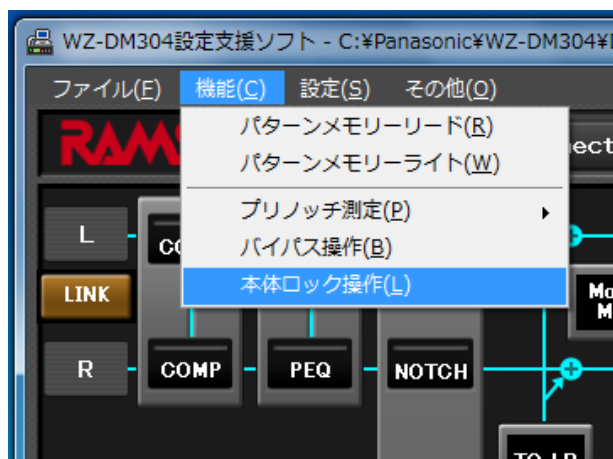 WZ-DM304設定支援ソフト - C:¥Panasonic¥WZ-DM304¥
ファイル(F) 機能(C) 設定(S) その他(O)
パターンメモリーリード(R)
パターンメモリーライト(W)
プリノッチ測定(P)
バイパス操作(B)
本体ロック操作(L)
L
LINK
R COMP PEQ NOTCH